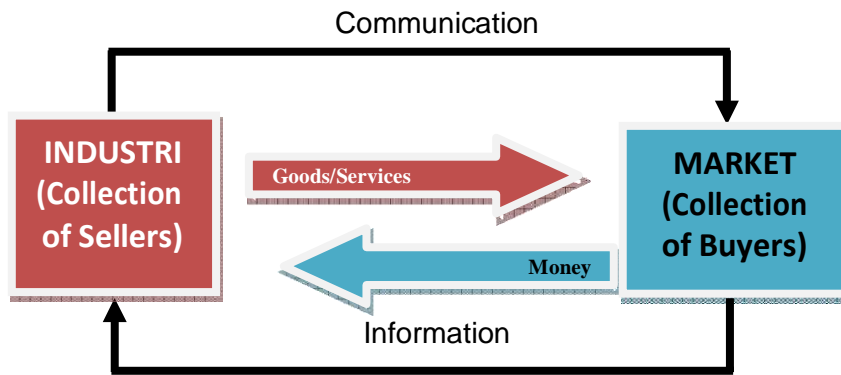 Communication
INDUSTRI
(Collection
of Sellers)
Goods/Services
MARKET
(Collection
of Buyers)
Money
Information